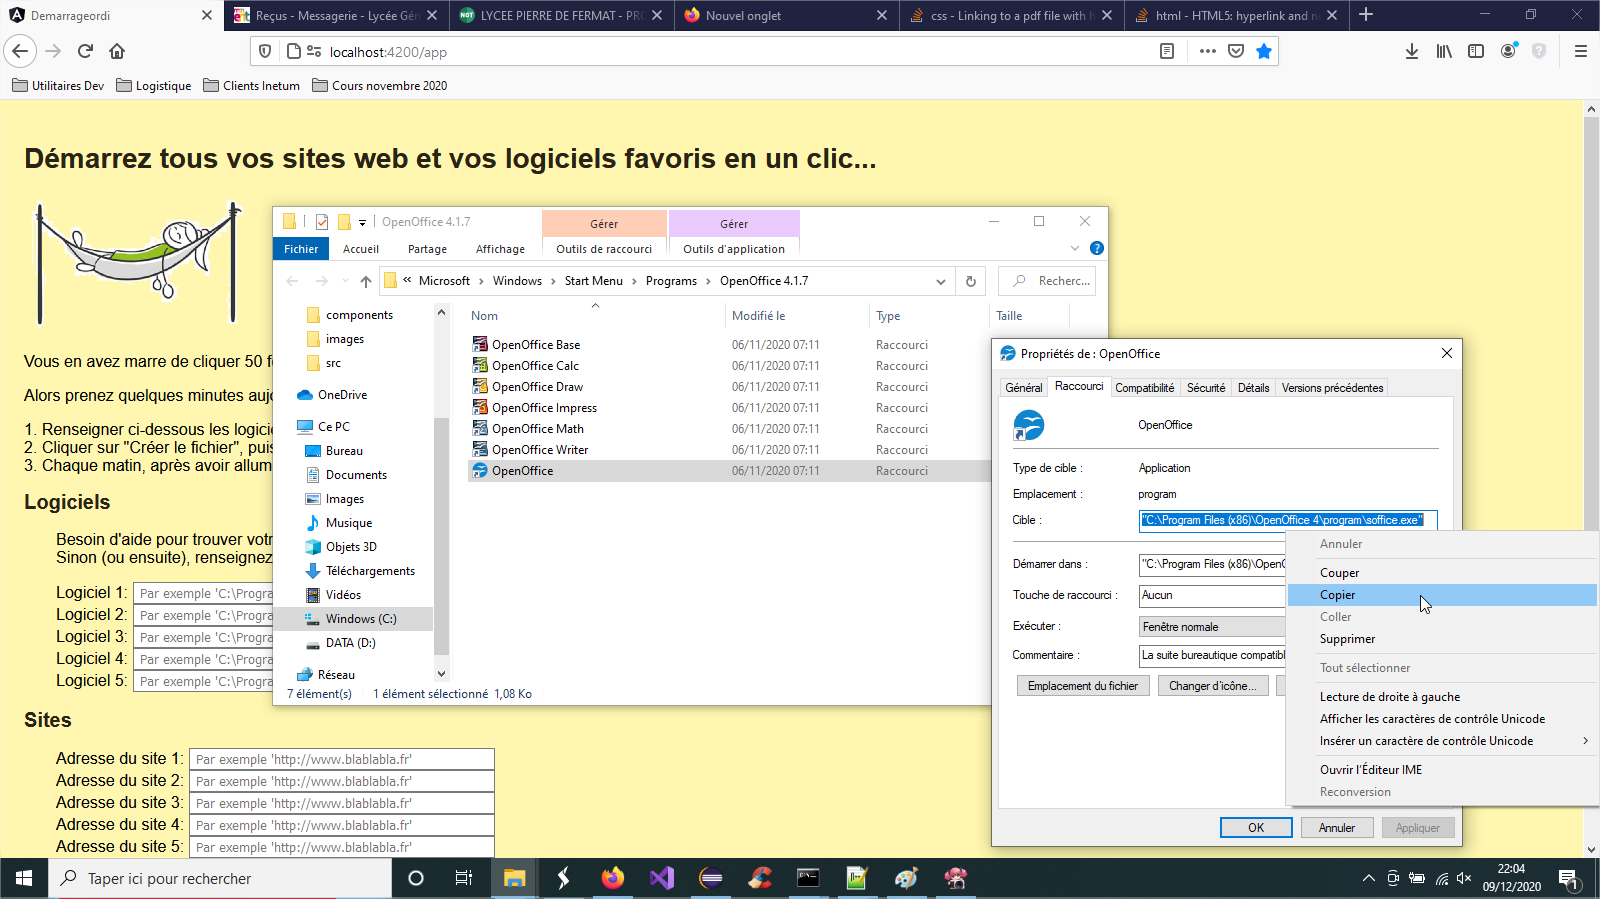 Demarrageordi
Reçus - Messagerie - Lycée Gén
LYCEE PIERRE DE FERMAT - PRO
Nouvel onglet
css - Linking to a pdf file with h
html - HTML5: hyperlink and n
localhost:4200/app
Utilitaires Dev
Logistique
Clients Inetum
Cours novembre 2020
Démarrez tous vos sites web et vos logiciels favoris en un clic...
Vous en avez marre de cliquer 50 f
Alors prenez quelques minutes auj
1. Renseigner ci-dessous les logici
2. Cliquer sur "Créer le fichier", puis
3. Chaque matin, après avoir allum
Logiciels
Besoin d'aide pour trouver votr
Sinon (ou ensuite), renseignez
Logiciel 1: Par exemple 'C:\Progra
Logiciel 2: Par exemple 'C:\Progra
Logiciel 3: Par exemple 'C:\Progra
Logiciel 4: Par exemple 'C:\Progra
Logiciel 5: Par exemple 'C:\Progra
Sites
Adresse du site 1: Par exemple 'http://www.blablabla.fr'
Adresse du site 2: Par exemple 'http://www.blablabla.fr'
Adresse du site 3: Par exemple 'http://www.blablabla.fr'
Adresse du site 4: Par exemple 'http://www.blablabla.fr'
Adresse du site 5: Par exemple 'http://www.blablabla.fr'
OpenOffice 4.1.7
Gérer
Gérer
Fichier
Accueil
Partage
Affichage
Outils de raccourci
Outils d'application
« Microsoft > Windows > Start Menu > Programs > OpenOffice 4.1.7
Recherc...
components
images
src
OneDrive
Ce PC
Bureau
Documents
Images
Musique
Objets 3D
Téléchargements
Vidéos
Windows (C:)
DATA (D:)
Réseau
Nom Modifié le Type Taille
OpenOffice Base 06/11/2020 07:11 Raccourci
OpenOffice Calc 06/11/2020 07:11 Raccourci
OpenOffice Draw 06/11/2020 07:11 Raccourci
OpenOffice Impress 06/11/2020 07:11 Raccourci
OpenOffice Math 06/11/2020 07:11 Raccourci
OpenOffice Writer 06/11/2020 07:11 Raccourci
OpenOffice 06/11/2020 07:11 Raccourci
7 élément(s) 1 élément sélectionné 1,08 Ko
Propriétés de : OpenOffice
Général
Raccourci
Compatibilité
Sécurité
Détails
Versions précédentes
OpenOffice
Type de cible : Application
Emplacement : program
Cible : "C:\Program Files (x86)\OpenOffice 4\program\soffice.exe"
Démarrer dans : "C:\Program Files (x86)\OpenO
Touche de raccourci : Aucun
Exécuter : Fenêtre normale
Commentaire : La suite bureautique compatibl
Emplacement du fichier
Changer d'icône...
OK
Annuler
Appliquer
Annuler
Couper
Copier
Coller
Supprimer
Tout sélectionner
Lecture de droite à gauche
Afficher les caractères de contrôle Unicode
Insérer un caractère de contrôle Unicode
Ouvrir l'Éditeur IME
Reconversion
Taper ici pour rechercher
22:04
09/12/2020
1